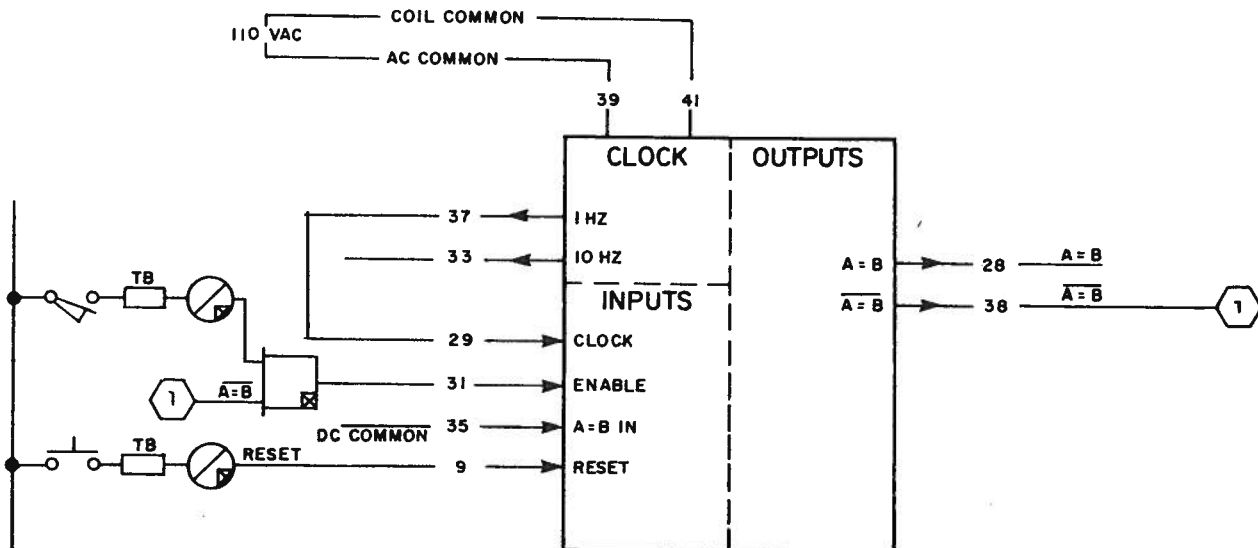 COIL COMMON
110 VAC
AC COMMON
39 41
CLOCK OUTPUTS
37 1 HZ
33 10 HZ
A=B 28 A=B
TB
INPUTS
A=B 38 A=B 1
29 CLOCK
31 ENABLE
1 A=B
DC COMMON 35 A=B IN
TB RESET 9 RESET